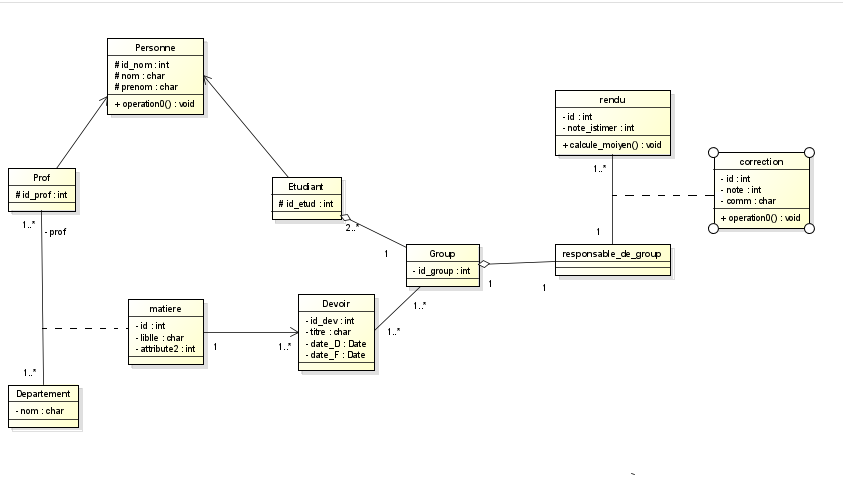 Personne
# id_nom : int
# nom : char
# prenom : char
+ operation0() : void
rendu
- id : int
- note_istimer : int
+ calcule_moiyen() : void
1..*
correction
- id : int
- note : int
- comm : char
+ operation0() : void
Prof
# id_prof : int
1..*
- prof
Etudiant
# id_etud : int
2..*
1
1
Group
- id_group : int
responsable_de_group
1
1
1..*
matiere
- id : int
- liblle : char
- attribute2 : int
1
1..*
Devoir
- id_dev : int
- titre : char
- date_D : Date
- date_F : Date
1..*
1..*
Departement
- nom : char